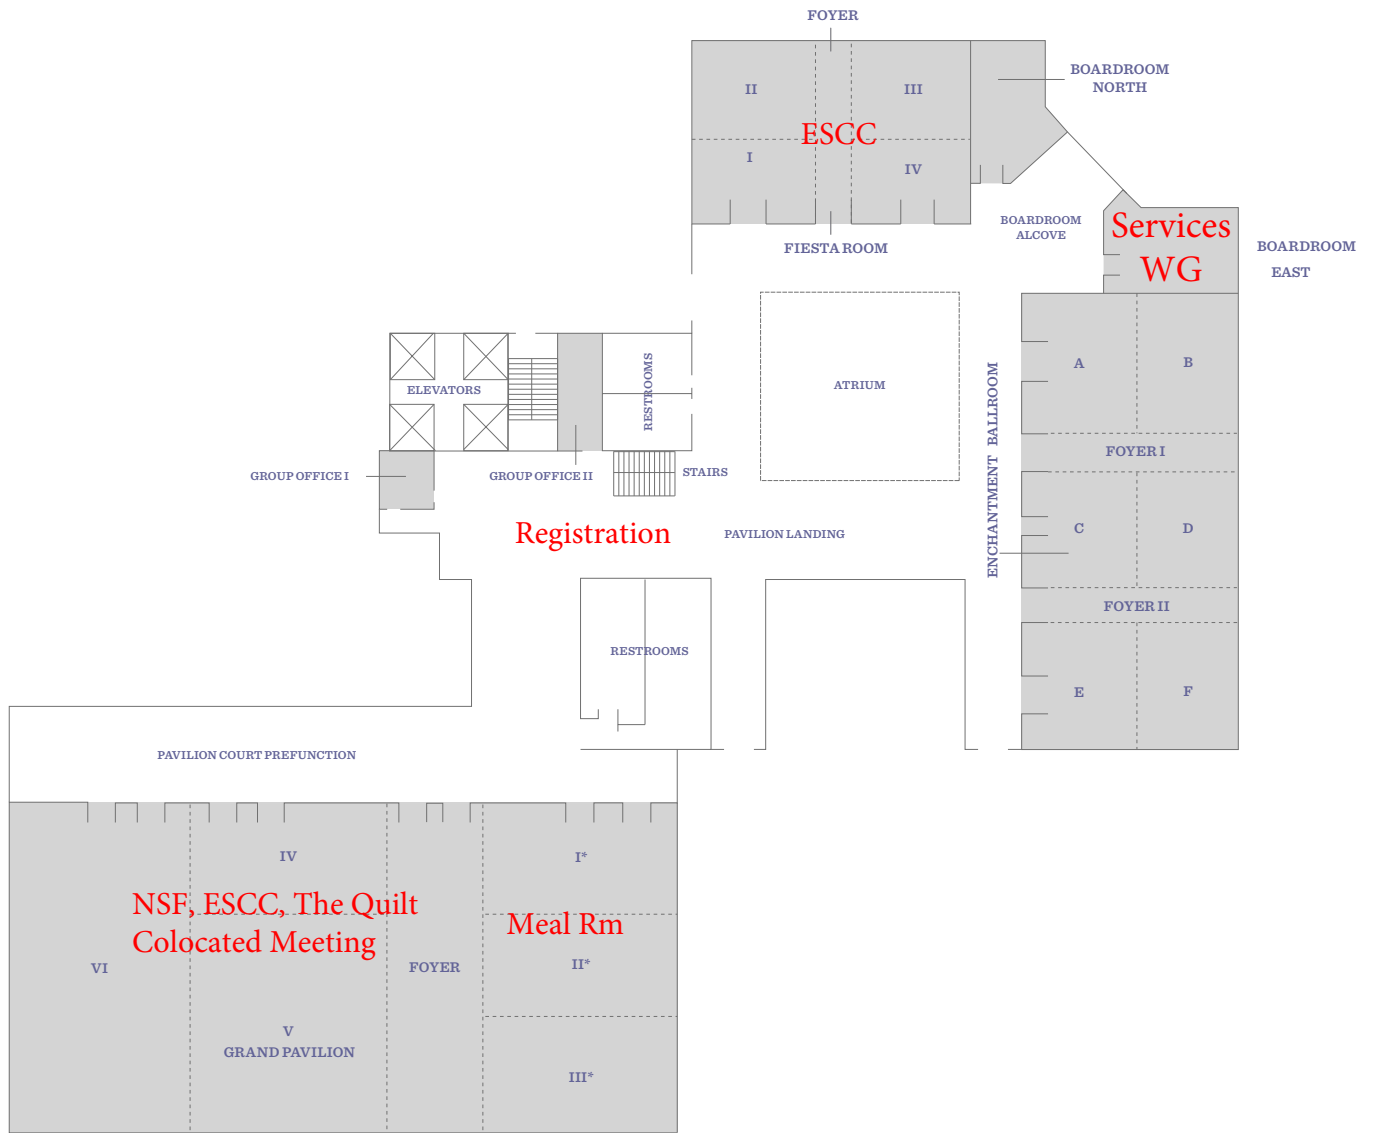 FOYER
BOARDROOM
NORTH
II
III
ESCC
I
IV
FIESTA ROOM
BOARDROOM
ALCOVE
Services
WG
BOARDROOM
EAST
ELEVATORS
RESTROOMS
ATRIUM
ENCHANTMENT BALLROOM
A
B
FOYER I
GROUP OFFICE I
GROUP OFFICE II
STAIRS
Registration
PAVILION LANDING
C
D
FOYER II
RESTROOMS
E
F
PAVILION COURT PREFUNCTION
IV
I*
NSF, ESCC, The Quilt
Colocated Meeting
Meal Rm
VI
FOYER
II*
V
GRAND PAVILION
III*